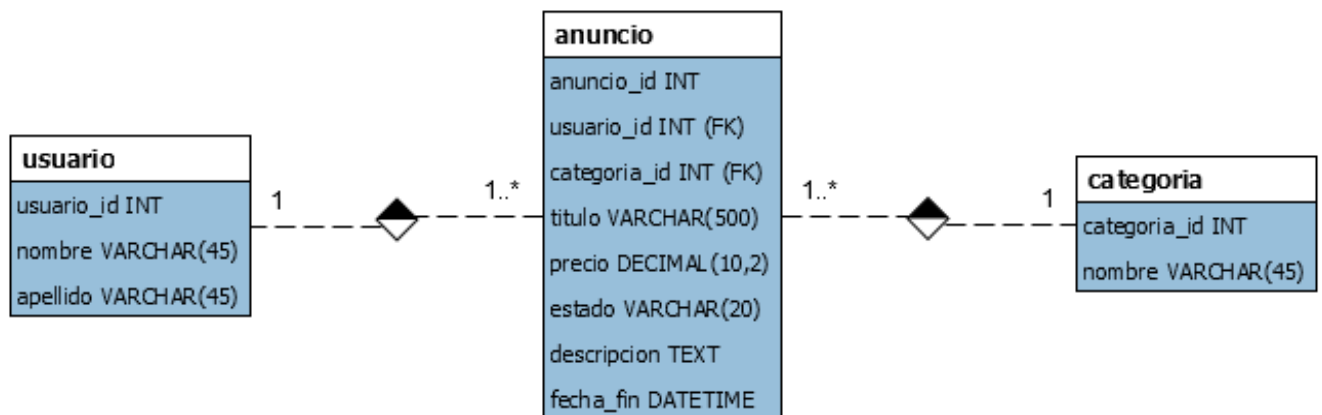 usuario
usuario_id INT
nombre VARCHAR(45)
apellido VARCHAR(45)
1
1..*
anuncio
anuncio_id INT
usuario_id INT (FK)
categoria_id INT (FK)
titulo VARCHAR(500)
precio DECIMAL(10,2)
estado VARCHAR(20)
descripcion TEXT
fecha_fin DATETIME
1..*
1
categoria
categoria_id INT
nombre VARCHAR(45)